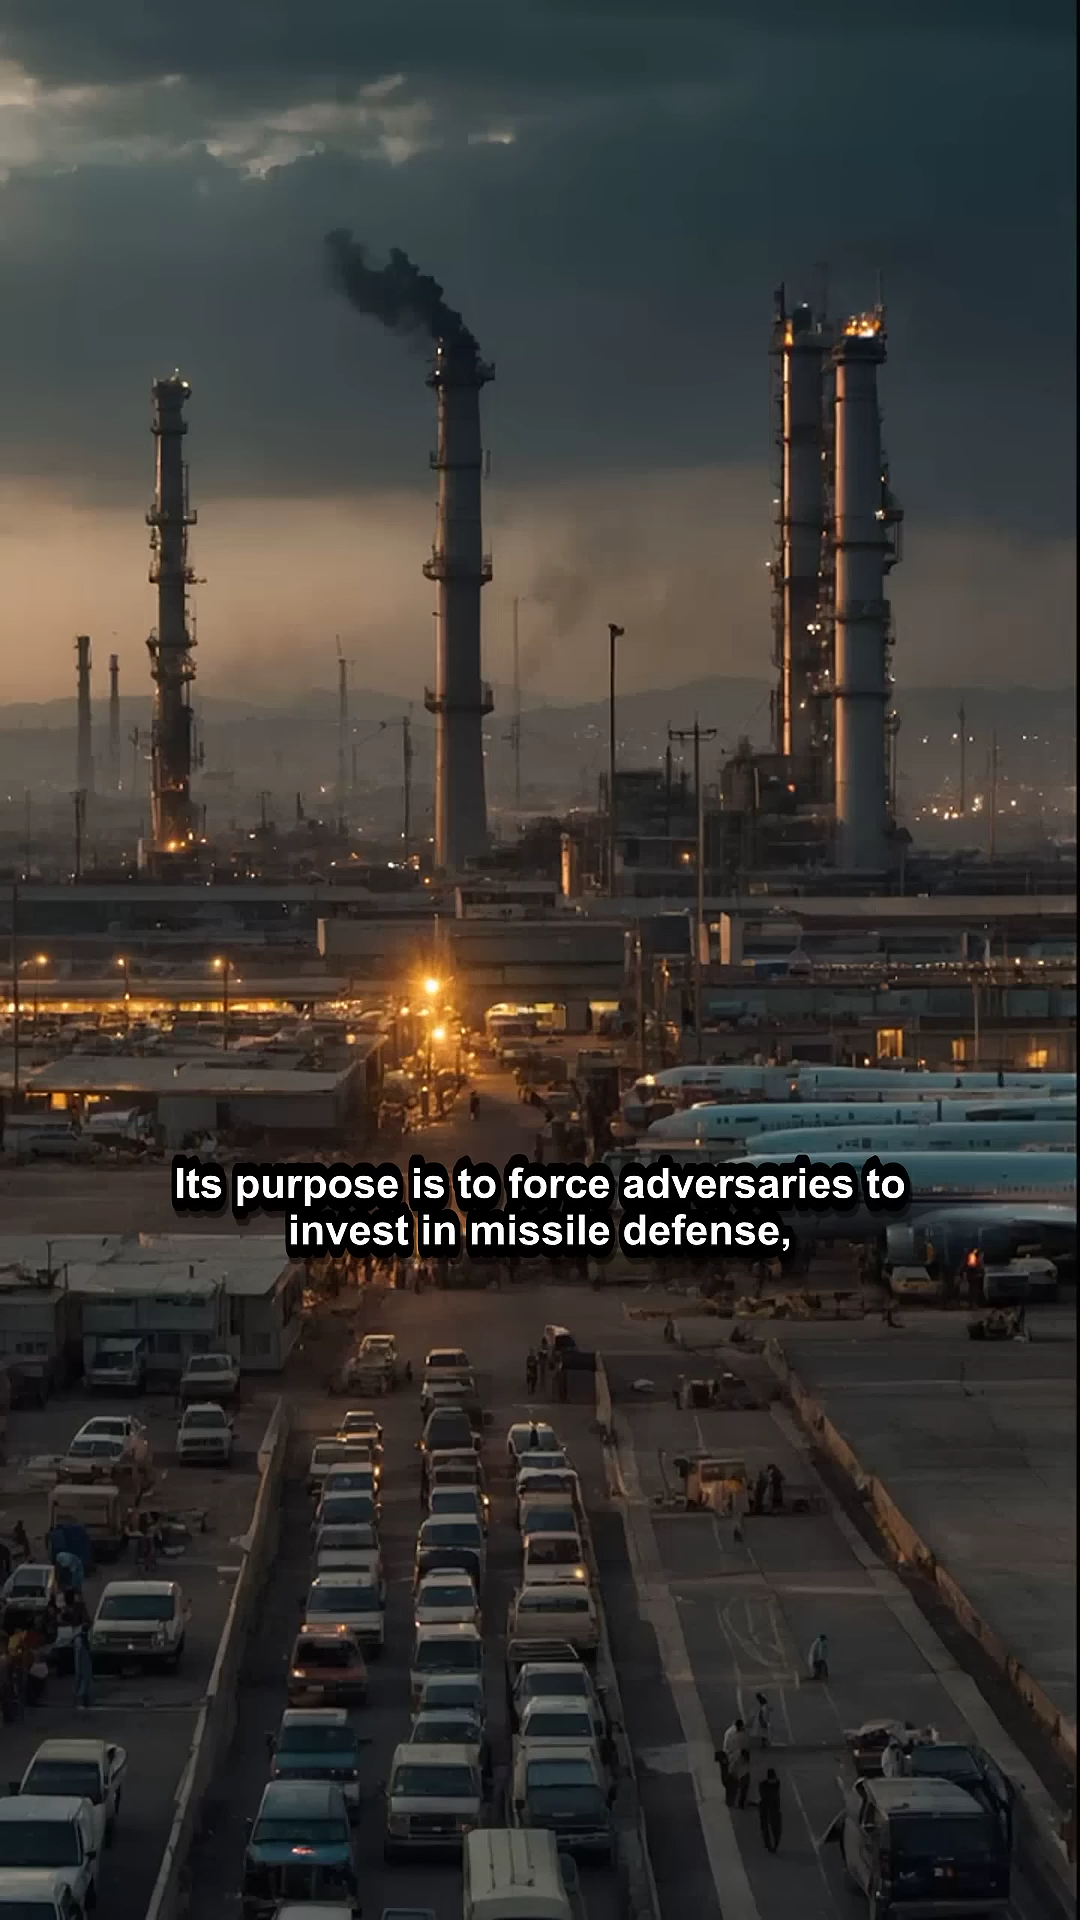 Its purpose is to force adversaries to
invest in missile defense,